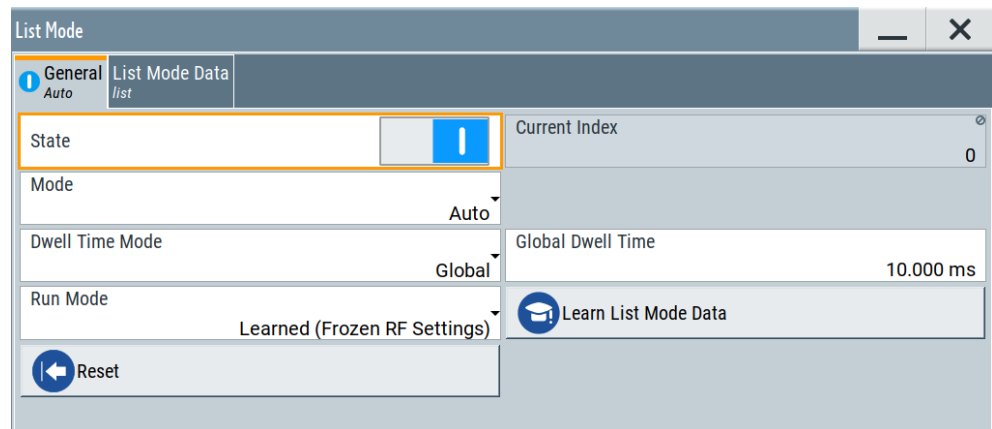 List Mode
General List Mode Data
Auto list
State
Current Index
0
Mode
Auto
Dwell Time Mode
Global
Global Dwell Time
10.000 ms
Run Mode
Learned (Frozen RF Settings)
Learn List Mode Data
Reset